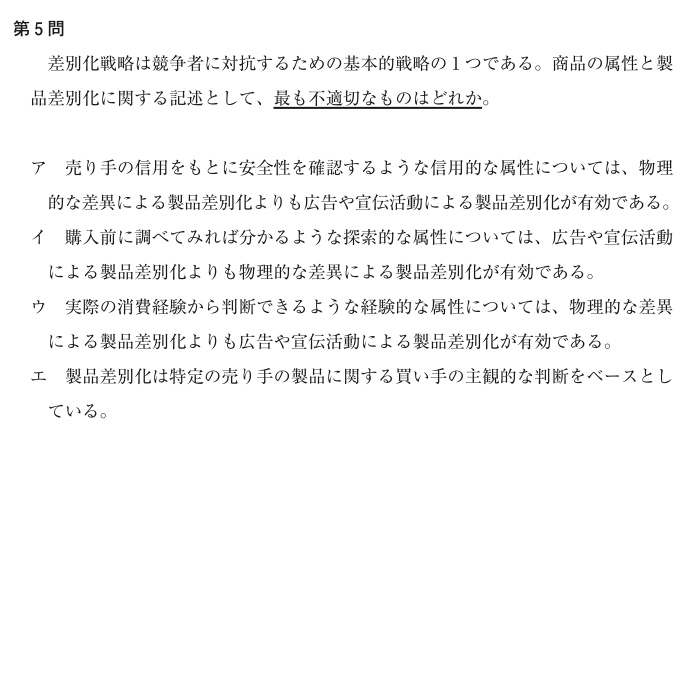 第5問
差別化戦略は競争者に対抗するための基本的戦略の1つである。商品の属性と製
品差別化に関する記述として、最も不適切なものはどれか。
ア　売り手の信用をもとに安全性を確認するような信用的な属性については、物理
的な差異による製品差別化よりも広告や宣伝活動による製品差別化が有効である。
イ　購入前に調べてみれば分かるような探索的な属性については、広告や宣伝活動
による製品差別化よりも物理的な差異による製品差別化が有効である。
ウ　実際の消費経験から判断できるような経験的な属性については、物理的な差異
による製品差別化よりも広告や宣伝活動による製品差別化が有効である。
エ　製品差別化は特定の売り手の製品に関する買い手の主観的な判断をベースとし
ている。